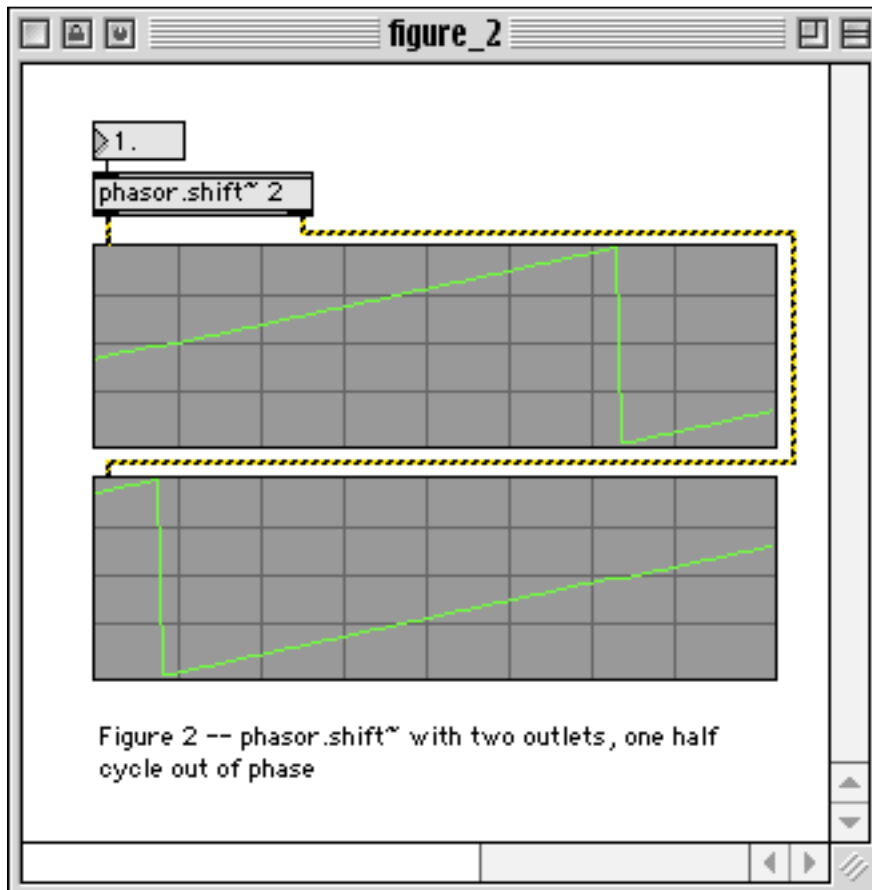 figure_2
1.
phasor.shift~ 2
Figure 2 -- phasor.shift~ with two outlets, one half
cycle out of phase